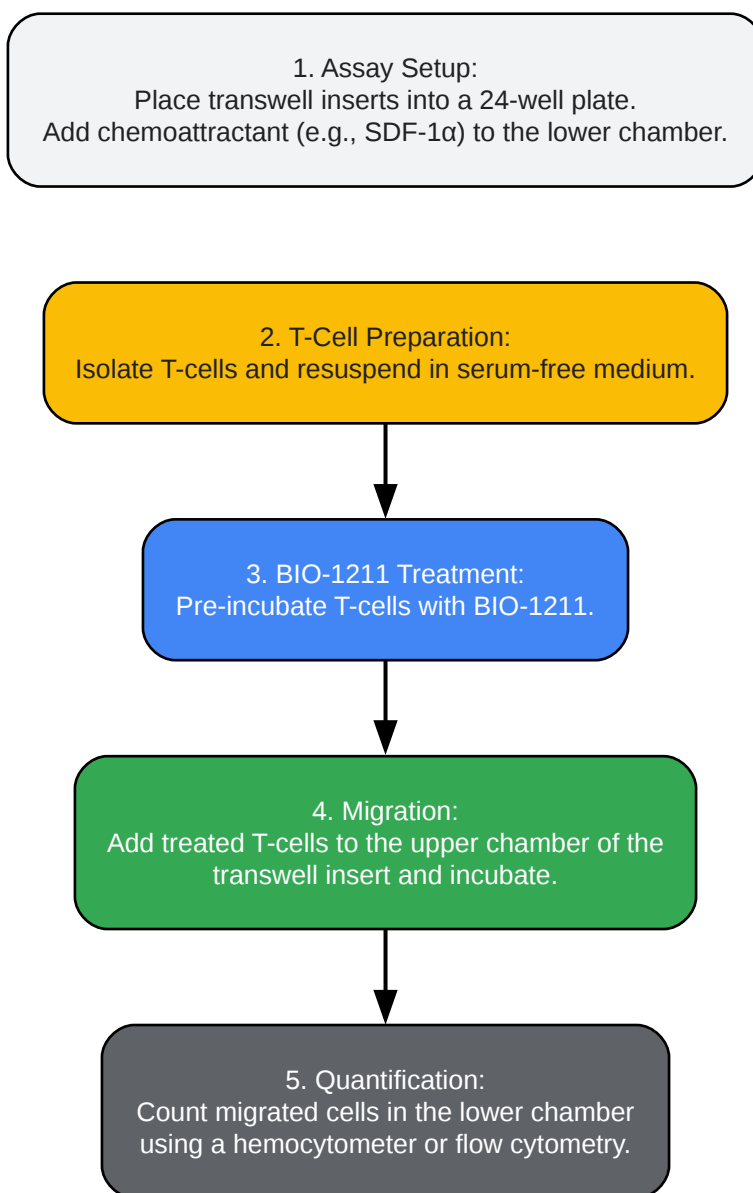 1. Assay Setup:
Place transwell inserts into a 24-well plate.
Add chemoattractant (e.g., SDF-1α) to the lower chamber.
2. T-Cell Preparation:
Isolate T-cells and resuspend in serum-free medium.
3. BIO-1211 Treatment:
Pre-incubate T-cells with BIO-1211.
4. Migration:
Add treated T-cells to the upper chamber of the
transwell insert and incubate.
5. Quantification:
Count migrated cells in the lower chamber
using a hemocytometer or flow cytometry.